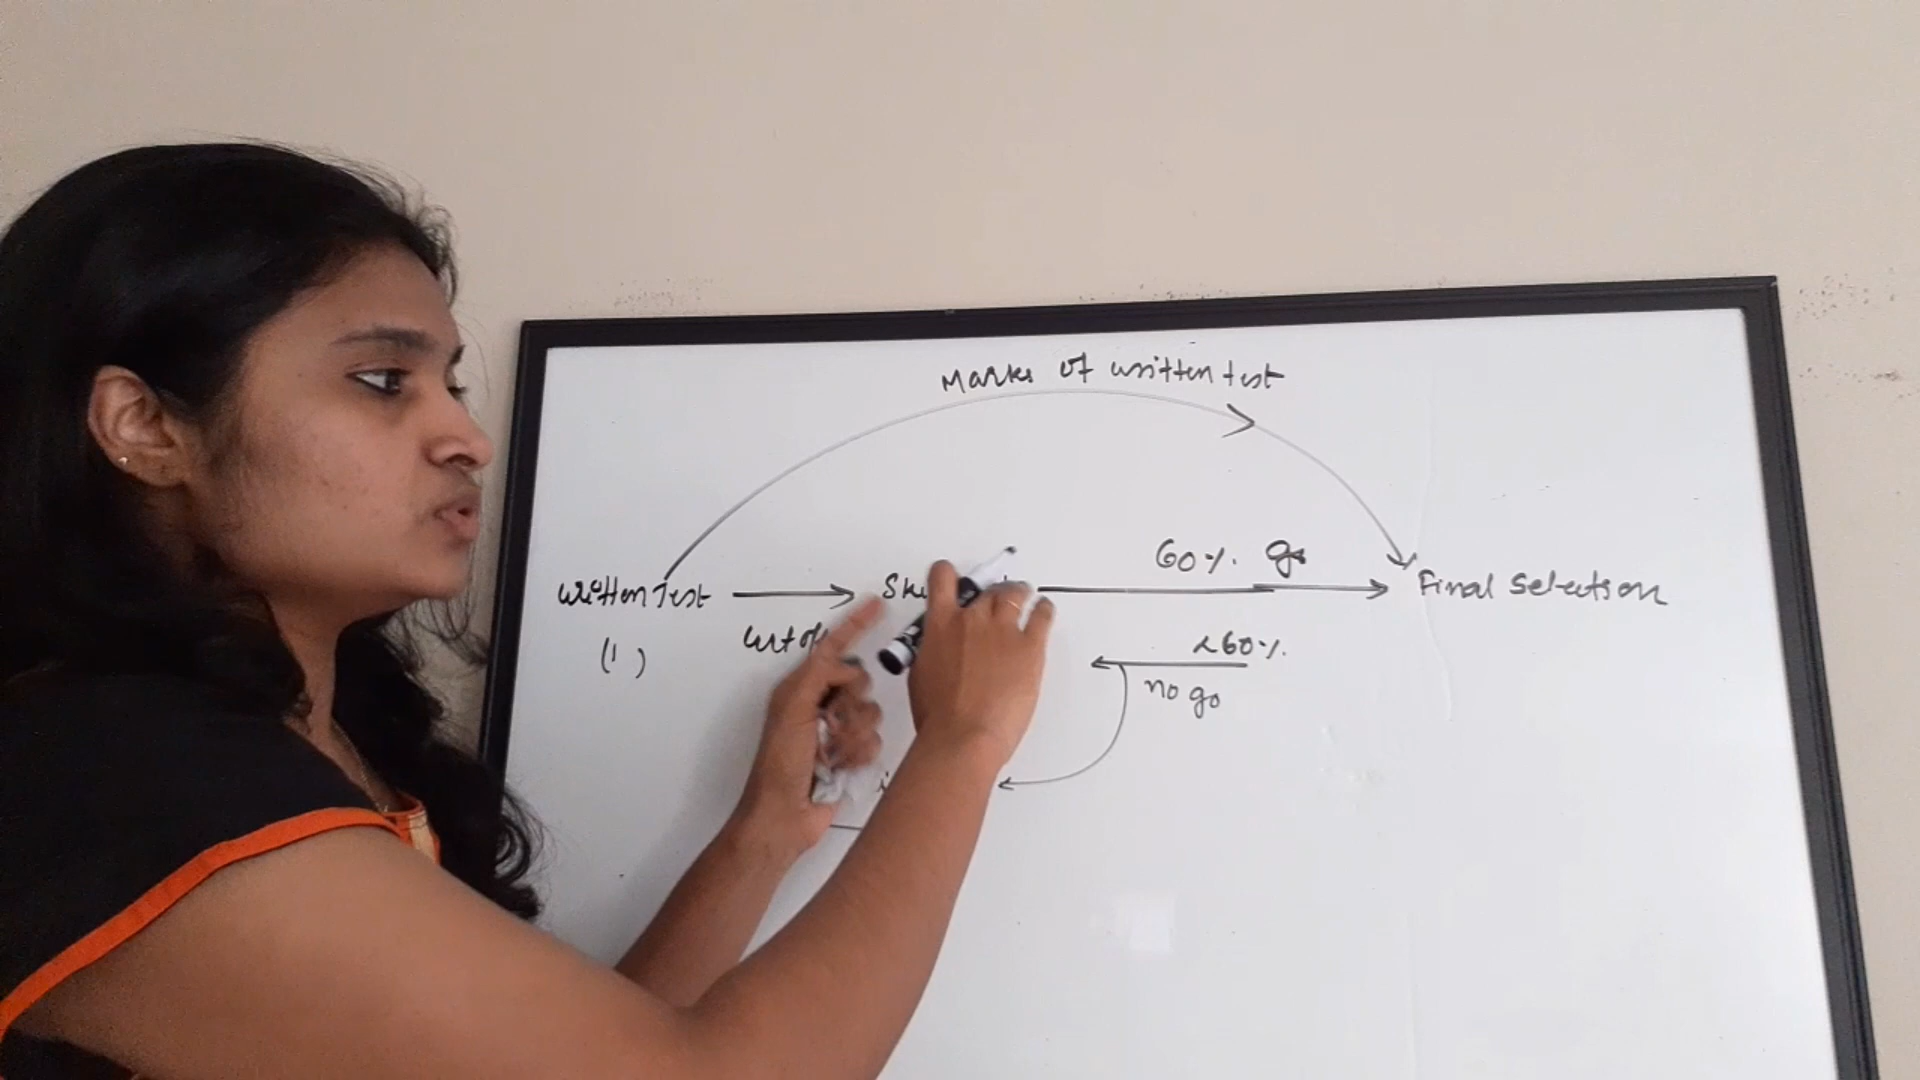 Marks of written test
60%. go
Written Test
Final Selection
<60%.
(1)
no go